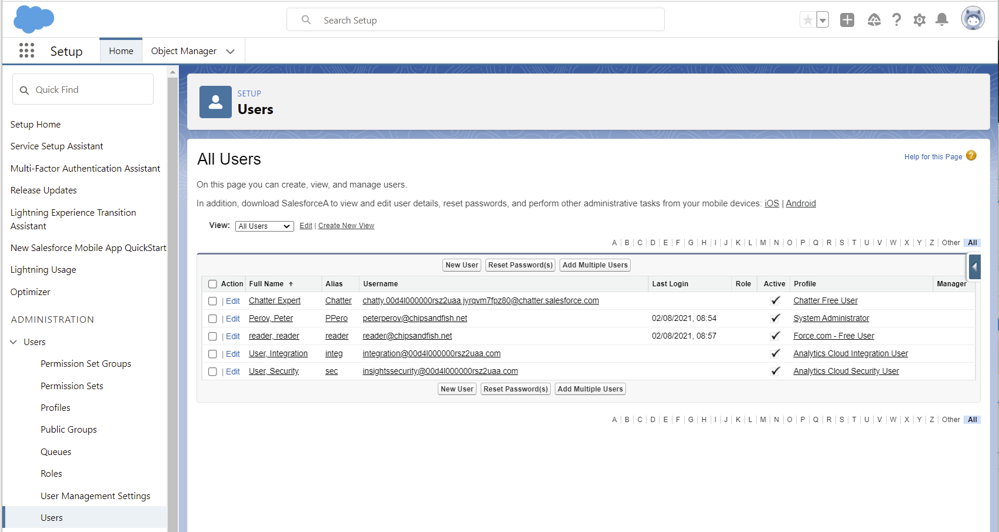 Search Setup
Setup
Home
Object Manager
Quick Find
Setup Home
Service Setup Assistant
Multi-Factor Authentication Assistant
Release Updates
Lightning Experience Transition
Assistant
New Salesforce Mobile App QuickStart
Lightning Usage
Optimizer
ADMINISTRATION
Users
Permission Set Groups
Permission Sets
Profiles
Public Groups
Queues
Roles
User Management Settings
Users
SETUP
Users
All Users
Help for this Page ?
On this page you can create, view, and manage users.
In addition, download SalesforceA to view and edit user details, reset passwords, and perform other administrative tasks from your mobile devices: iOS | Android
View: All Users Edit | Create New View
A | B | C | D | E | F | G | H | I | J | K | L | M | N | O | P | Q | R | S | T | U | V | W | X | Y | Z | Other | All
New User Reset Password(s) Add Multiple Users
Action Full Name ↑ Alias Username Last Login Role Active Profile Manager
| Edit Chatter Expert Chatter chatty.00d4l000000rsz2uaa.jyrqvm7fpz80@chatter.salesforce.com ✓ Chatter Free User
| Edit Perov, Peter PPero peterperov@chipsandfish.net 02/08/2021, 08:54 ✓ System Administrator
| Edit reader, reader reader reader@chipsandfish.net 02/08/2021, 08:57 ✓ Force.com - Free User
| Edit User, Integration integ integration@00d4l000000rsz2uaa.com ✓ Analytics Cloud Integration User
| Edit User, Security sec insightssecurity@00d4l000000rsz2uaa.com ✓ Analytics Cloud Security User
New User Reset Password(s) Add Multiple Users
A | B | C | D | E | F | G | H | I | J | K | L | M | N | O | P | Q | R | S | T | U | V | W | X | Y | Z | Other | All